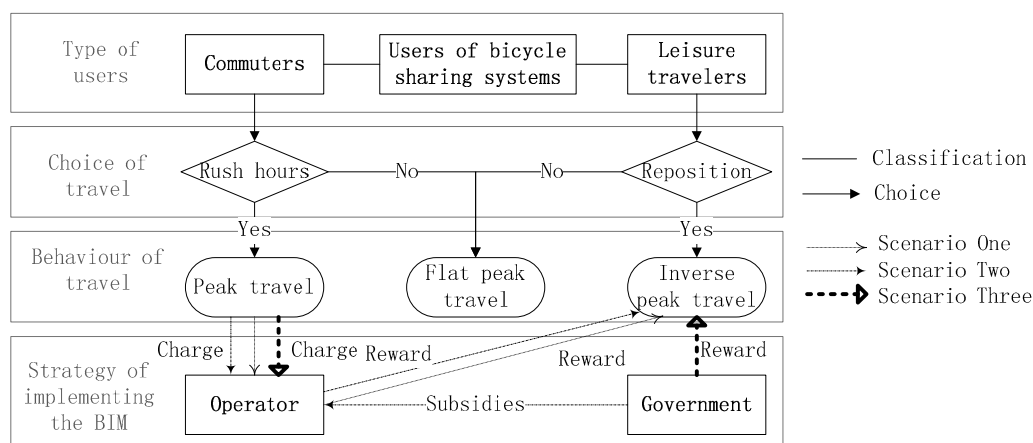 Type of
users
Commuters
Users of bicycle
sharing systems
Leisure
travelers
Choice of
travel
Rush hours
No
No
Reposition
Classification
Choice
Yes
Yes
Behaviour of
travel
Peak travel
Flat peak
travel
Inverse
peak travel
Scenario One
Scenario Two
Scenario Three
Charge
Charge
Reward
Reward
Reward
Strategy of
implementing
the BIM
Operator
Subsidies
Government